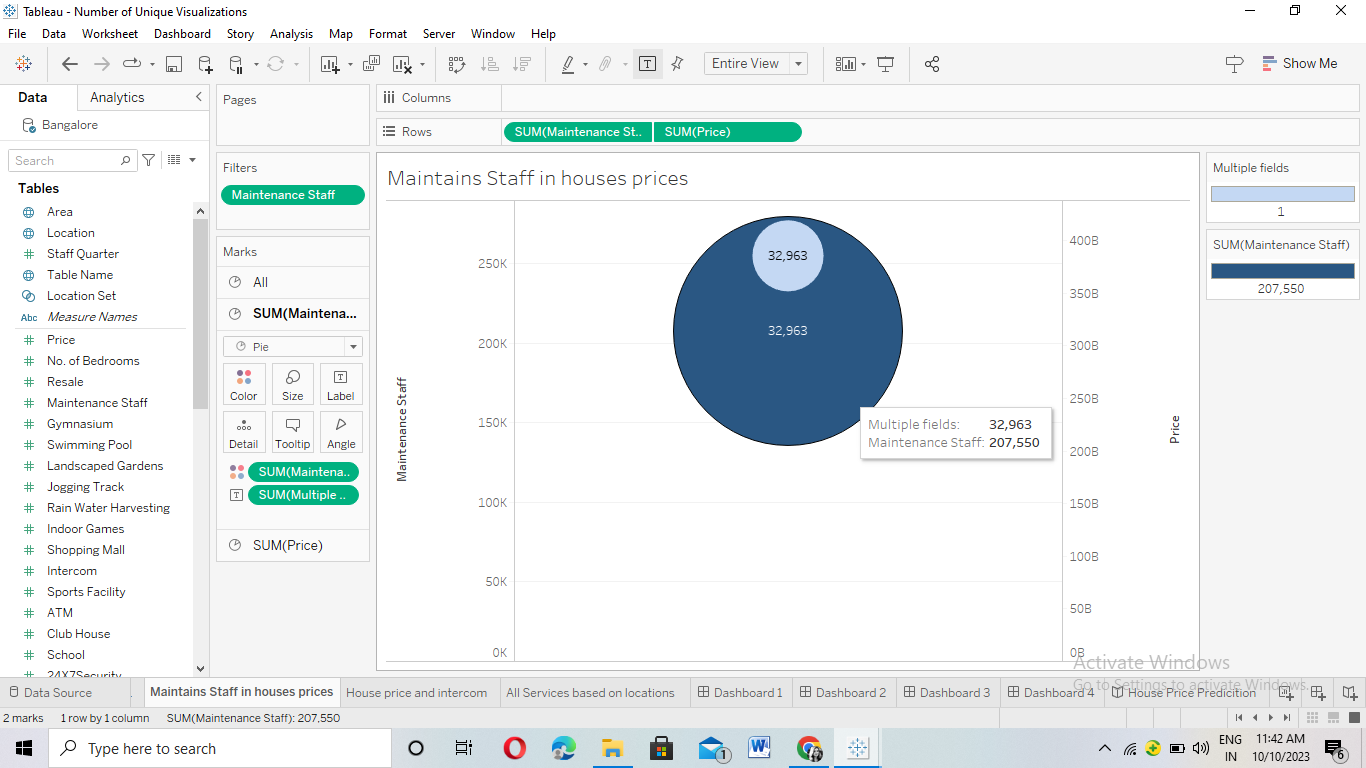 Tableau - Number of Unique Visualizations
File Data Worksheet Dashboard Story Analysis Map Format Server Window Help
Entire View
Show Me
Data Analytics
Bangalore
Search
Tables
Area
Location
Staff Quarter
Table Name
Location Set
Abc Measure Names
Price
No. of Bedrooms
Resale
Maintenance Staff
Gymnasium
Swimming Pool
Landscaped Gardens
Jogging Track
Rain Water Harvesting
Indoor Games
Shopping Mall
Intercom
Sports Facility
ATM
Club House
School
24X7Security
Pages
Filters
Maintenance Staff
Marks
All
SUM(Maintena...
Pie
Color Size Label
Detail Tooltip Angle
SUM(Maintena..
SUM(Multiple ..
SUM(Price)
Columns
Rows
SUM(Maintenance St.. SUM(Price)
Maintains Staff in houses prices
Maintenance Staff
250K
200K
150K
100K
50K
0K
32,963
32,963
Multiple fields: 32,963
Maintenance Staff: 207,550
400B
350B
300B
250B
200B
150B
100B
50B
0B
Price
Multiple fields
1
SUM(Maintenance Staff)
207,550
Activate Windows
Go to Settings to activate Windows.
Data Source Maintains Staff in houses prices House price and intercom All Services based on locations Dashboard 1 Dashboard 2 Dashboard 3 Dashboard 4 House Price Predicition
2 marks 1 row by 1 column SUM(Maintenance Staff): 207,550
Type here to search
1
W
ENG
IN
11:42 AM
10/10/2023
6